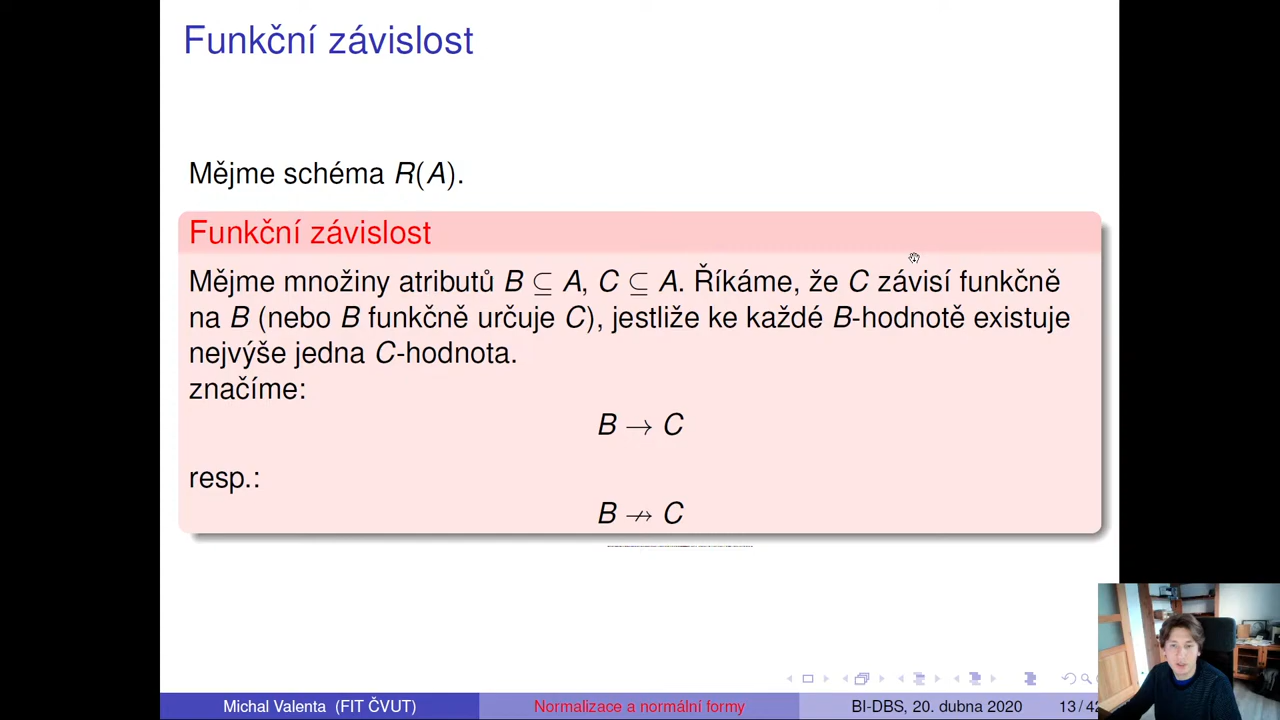 Funkční závislost
Mějme schéma R(A).
Funkční závislost
Mějme množiny atributů B ⊆ A, C ⊆ A. Říkáme, že C závisí funkčně
na B (nebo B funkčně určuje C), jestliže ke každé B-hodnotě existuje
nejvýše jedna C-hodnota.
značíme:
B → C
resp.:
B ↛ C
Michal Valenta (FIT ČVUT)
Normalizace a normální formy
BI-DBS, 20. dubna 2020
13 / 42